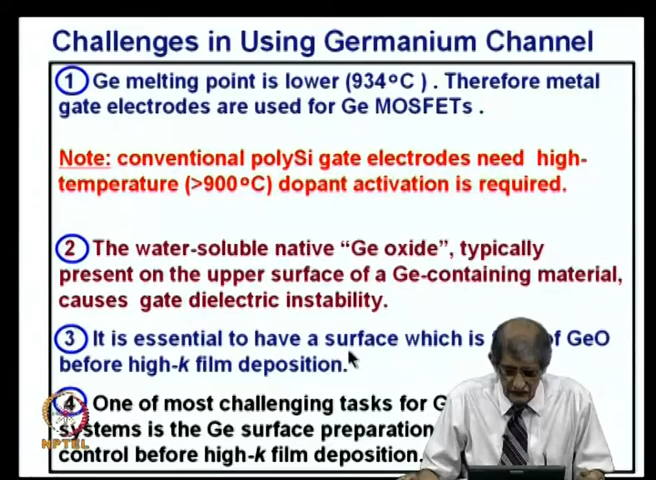 Challenges in Using Germanium Channel
1 Ge melting point is lower (934ºC ) . Therefore metal
gate electrodes are used for Ge MOSFETs .
Note: conventional polySi gate electrodes need high-
temperature (>900ºC) dopant activation is required.
2 The water-soluble native “Ge oxide”, typically
present on the upper surface of a Ge-containing material,
causes gate dielectric instability.
3 It is essential to have a surface which is of GeO
before high-k film deposition.
4 One of most challenging tasks for
systems is the Ge surface preparation
control before high-k film deposition.
NPTEL